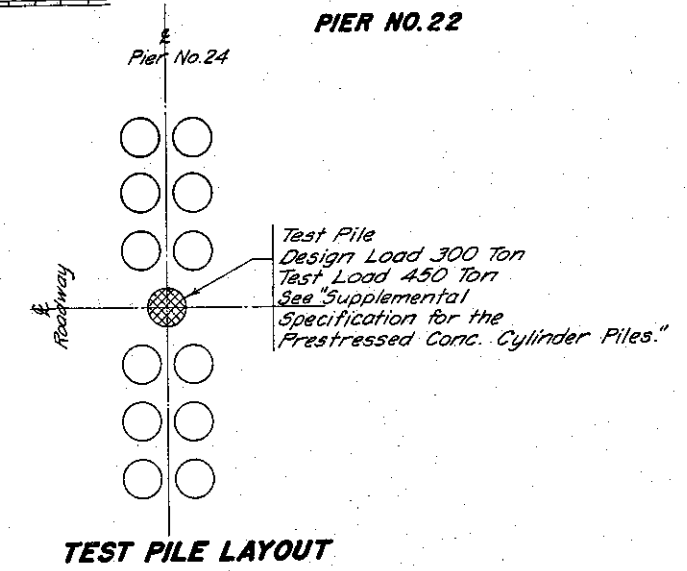 PIER NO. 22
℄
Pier No. 24
Test Pile
Design Load 300 Ton
Test Load 450 Ton
See "Supplemental
Specification for the
Prestressed Conc. Cylinder Piles."
℄
Roadway
TEST PILE LAYOUT